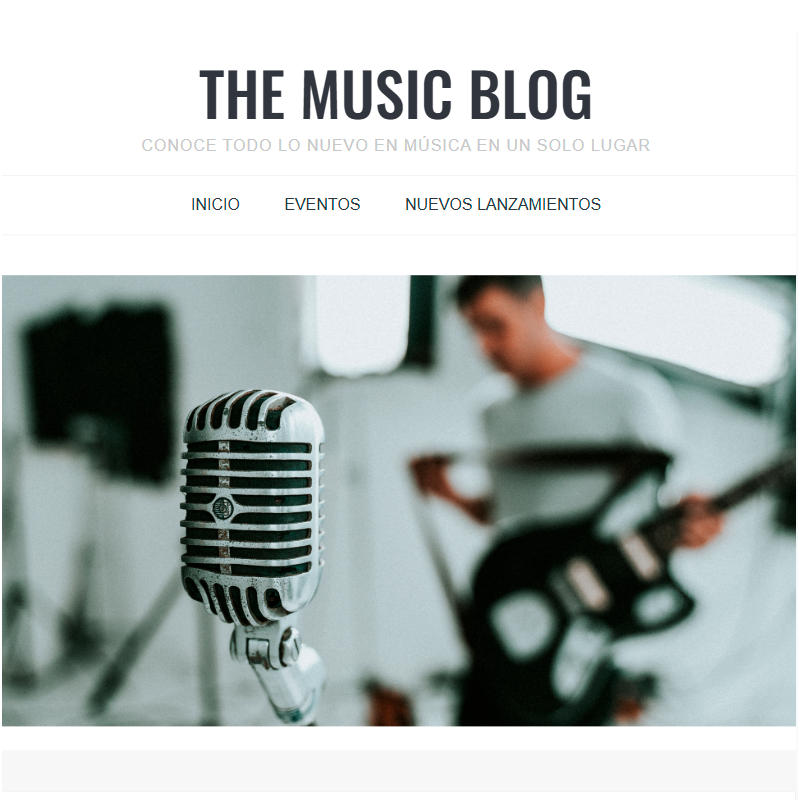 THE MUSIC BLOG
CONOCE TODO LO NUEVO EN MÚSICA EN UN SOLO LUGAR
INICIO EVENTOS NUEVOS LANZAMIENTOS